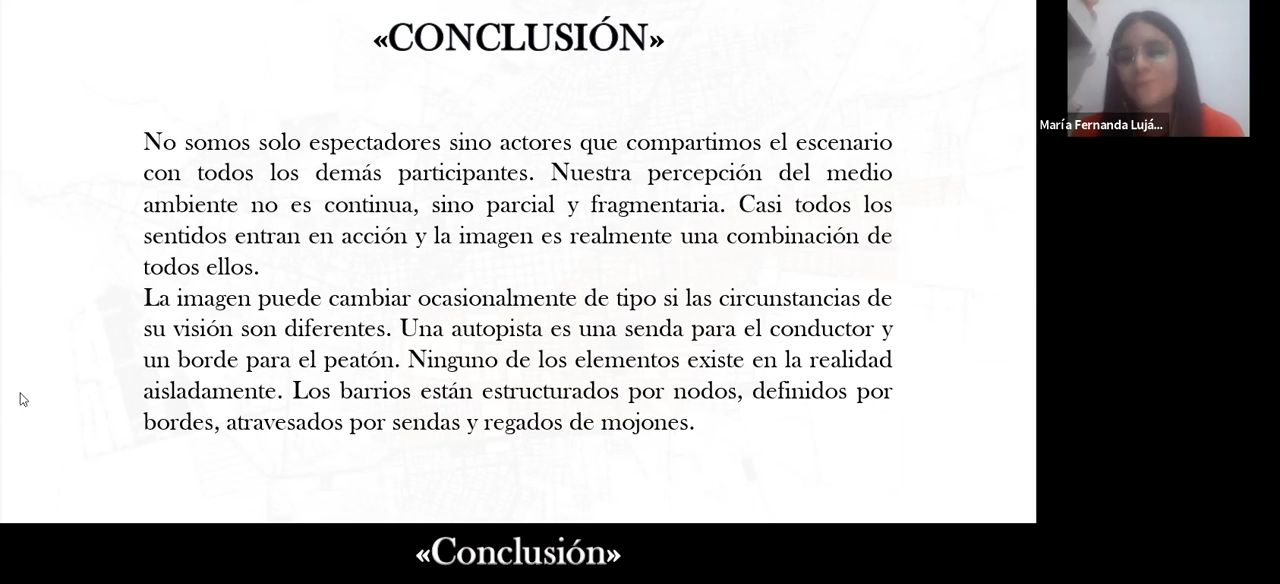 «CONCLUSIÓN»
No somos solo espectadores sino actores que compartimos el escenario
con todos los demás participantes. Nuestra percepción del medio
ambiente no es continua, sino parcial y fragmentaria. Casi todos los
sentidos entran en acción y la imagen es realmente una combinación de
todos ellos.
La imagen puede cambiar ocasionalmente de tipo si las circunstancias de
su visión son diferentes. Una autopista es una senda para el conductor y
un borde para el peatón. Ninguno de los elementos existe en la realidad
aisladamente. Los barrios están estructurados por nodos, definidos por
bordes, atravesados por sendas y regados de mojones.
«Conclusión»
María Fernanda Lujá...